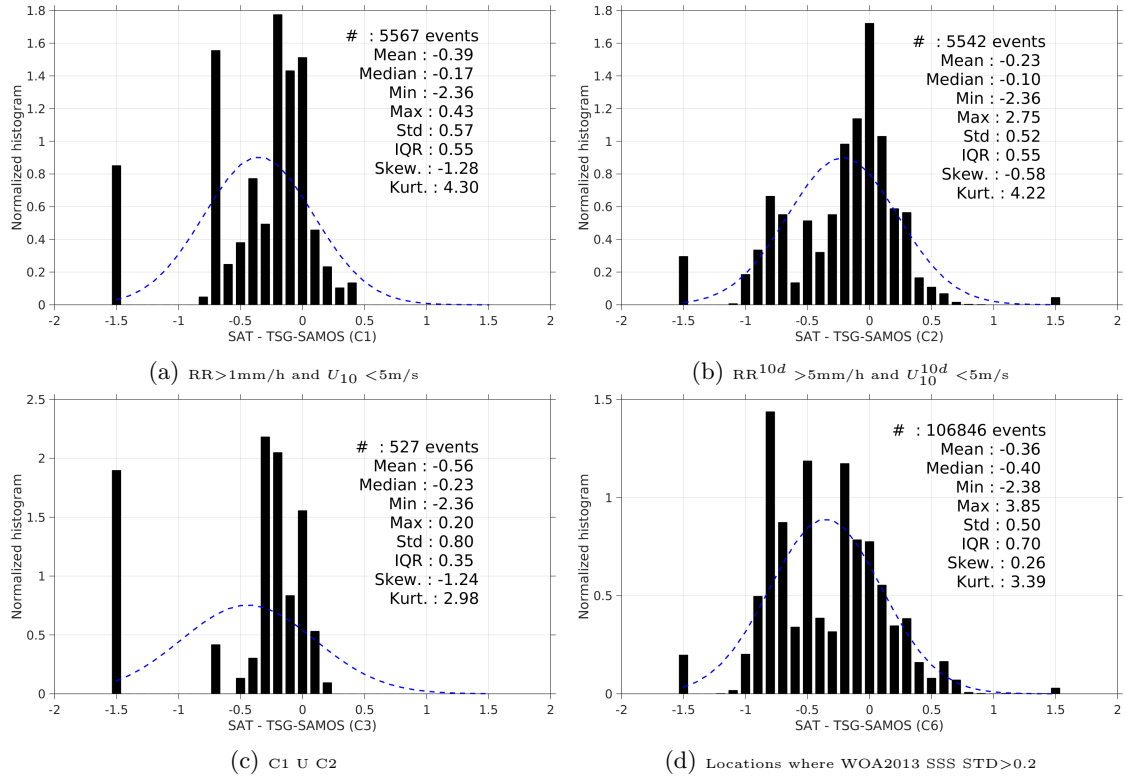 1.8
1.6
1.4
1.2
1
0.8
0.6
0.4
0.2
0
Normalized histogram
# : 5567 events
Mean : -0.39
Median : -0.17
Min : -2.36
Max : 0.43
Std : 0.57
IQR : 0.55
Skew. : -1.28
Kurt. : 4.30
-2 -1.5 -1 -0.5 0 0.5 1 1.5 2
SAT - TSG-SAMOS (C1)
(a) RR>1mm/h and U10 <5m/s
1.8
1.6
1.4
1.2
1
0.8
0.6
0.4
0.2
0
Normalized histogram
# : 5542 events
Mean : -0.23
Median : -0.10
Min : -2.36
Max : 2.75
Std : 0.52
IQR : 0.55
Skew. : -0.58
Kurt. : 4.22
-2 -1.5 -1 -0.5 0 0.5 1 1.5 2
SAT - TSG-SAMOS (C2)
(b) RR^10d >5mm/h and U10^10d <5m/s
2.5
2
1.5
1
0.5
0
Normalized histogram
# : 527 events
Mean : -0.56
Median : -0.23
Min : -2.36
Max : 0.20
Std : 0.80
IQR : 0.35
Skew. : -1.24
Kurt. : 2.98
-2 -1.5 -1 -0.5 0 0.5 1 1.5 2
SAT - TSG-SAMOS (C3)
(c) C1 U C2
1.5
1
0.5
0
Normalized histogram
# : 106846 events
Mean : -0.36
Median : -0.40
Min : -2.38
Max : 3.85
Std : 0.50
IQR : 0.70
Skew. : 0.26
Kurt. : 3.39
-2 -1.5 -1 -0.5 0 0.5 1 1.5 2
SAT - TSG-SAMOS (C6)
(d) Locations where WOA2013 SSS STD>0.2